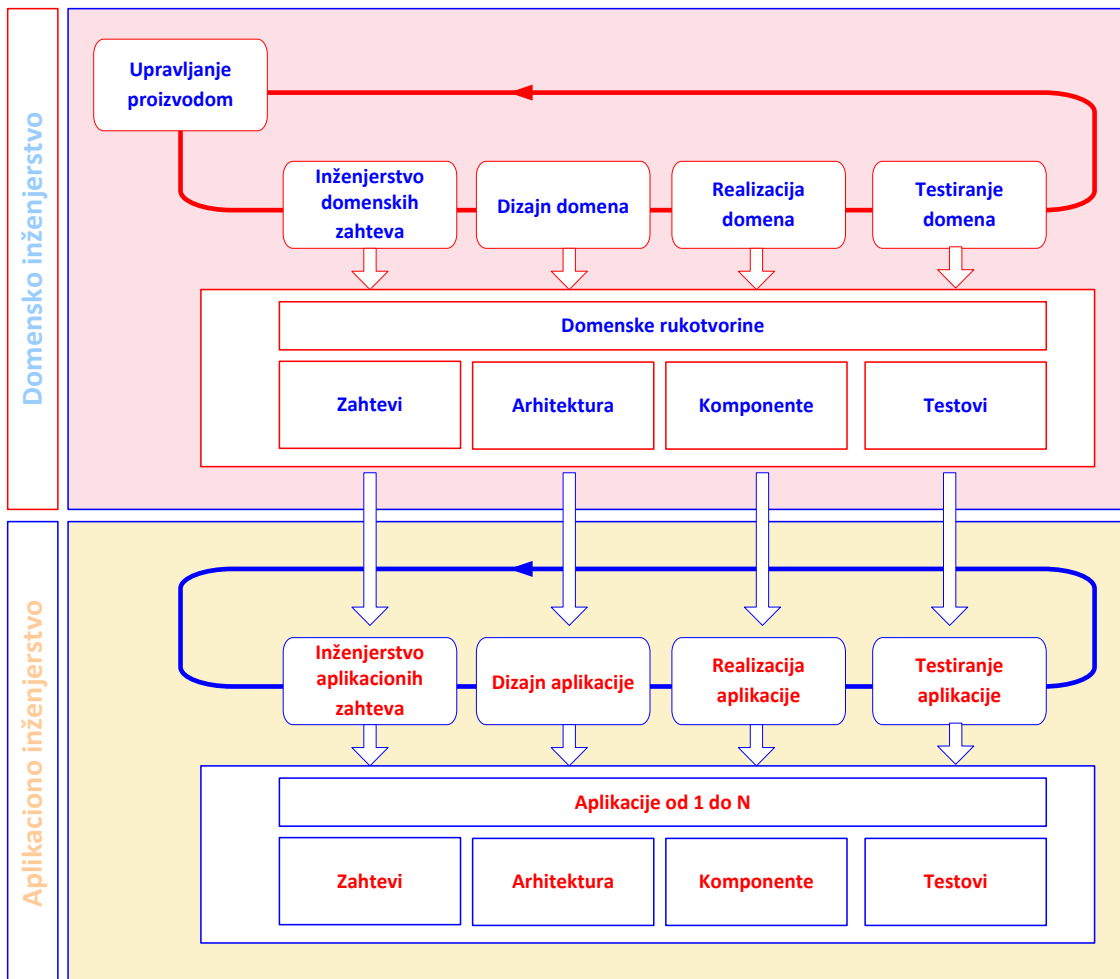 Domensko inženjerstvo
Upravljanje
proizvodom
Inženjerstvo
domenskih
zahteva
Dizajn domena
Realizacija
domena
Testiranje
domena
Domenske rukotvorine
Zahtevi
Arhitektura
Komponente
Testovi
Aplikaciono inženjerstvo
Inženjerstvo
aplikacionih
zahteva
Dizajn aplikacije
Realizacija
aplikacije
Testiranje
aplikacije
Aplikacije od 1 do N
Zahtevi
Arhitektura
Komponente
Testovi